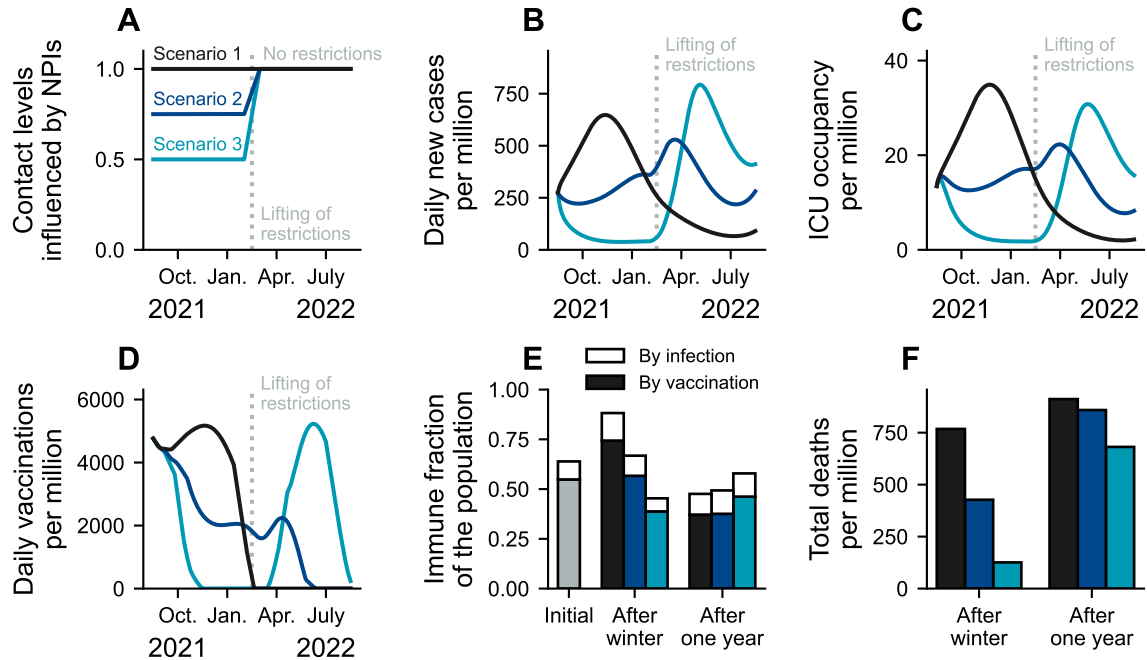 A
Contact levels
influenced by NPIs
1.0
0.5
0.0
Scenario 1
No restrictions
Scenario 2
Scenario 3
Lifting of
restrictions
Oct. Jan. Apr. July
2021 2022
B
Daily new cases
per million
750
500
250
0
Lifting of
restrictions
Oct. Jan. Apr. July
2021 2022
C
ICU occupancy
per million
40
20
0
Lifting of
restrictions
Oct. Jan. Apr. July
2021 2022
D
Daily vaccinations
per million
6000
4000
2000
0
Lifting of
restrictions
Oct. Jan. Apr. July
2021 2022
E
By infection
By vaccination
Immune fraction
of the population
1.00
0.75
0.50
0.25
0.00
Initial
After
winter
After
one year
F
Total deaths
per million
750
500
250
0
After
winter
After
one year